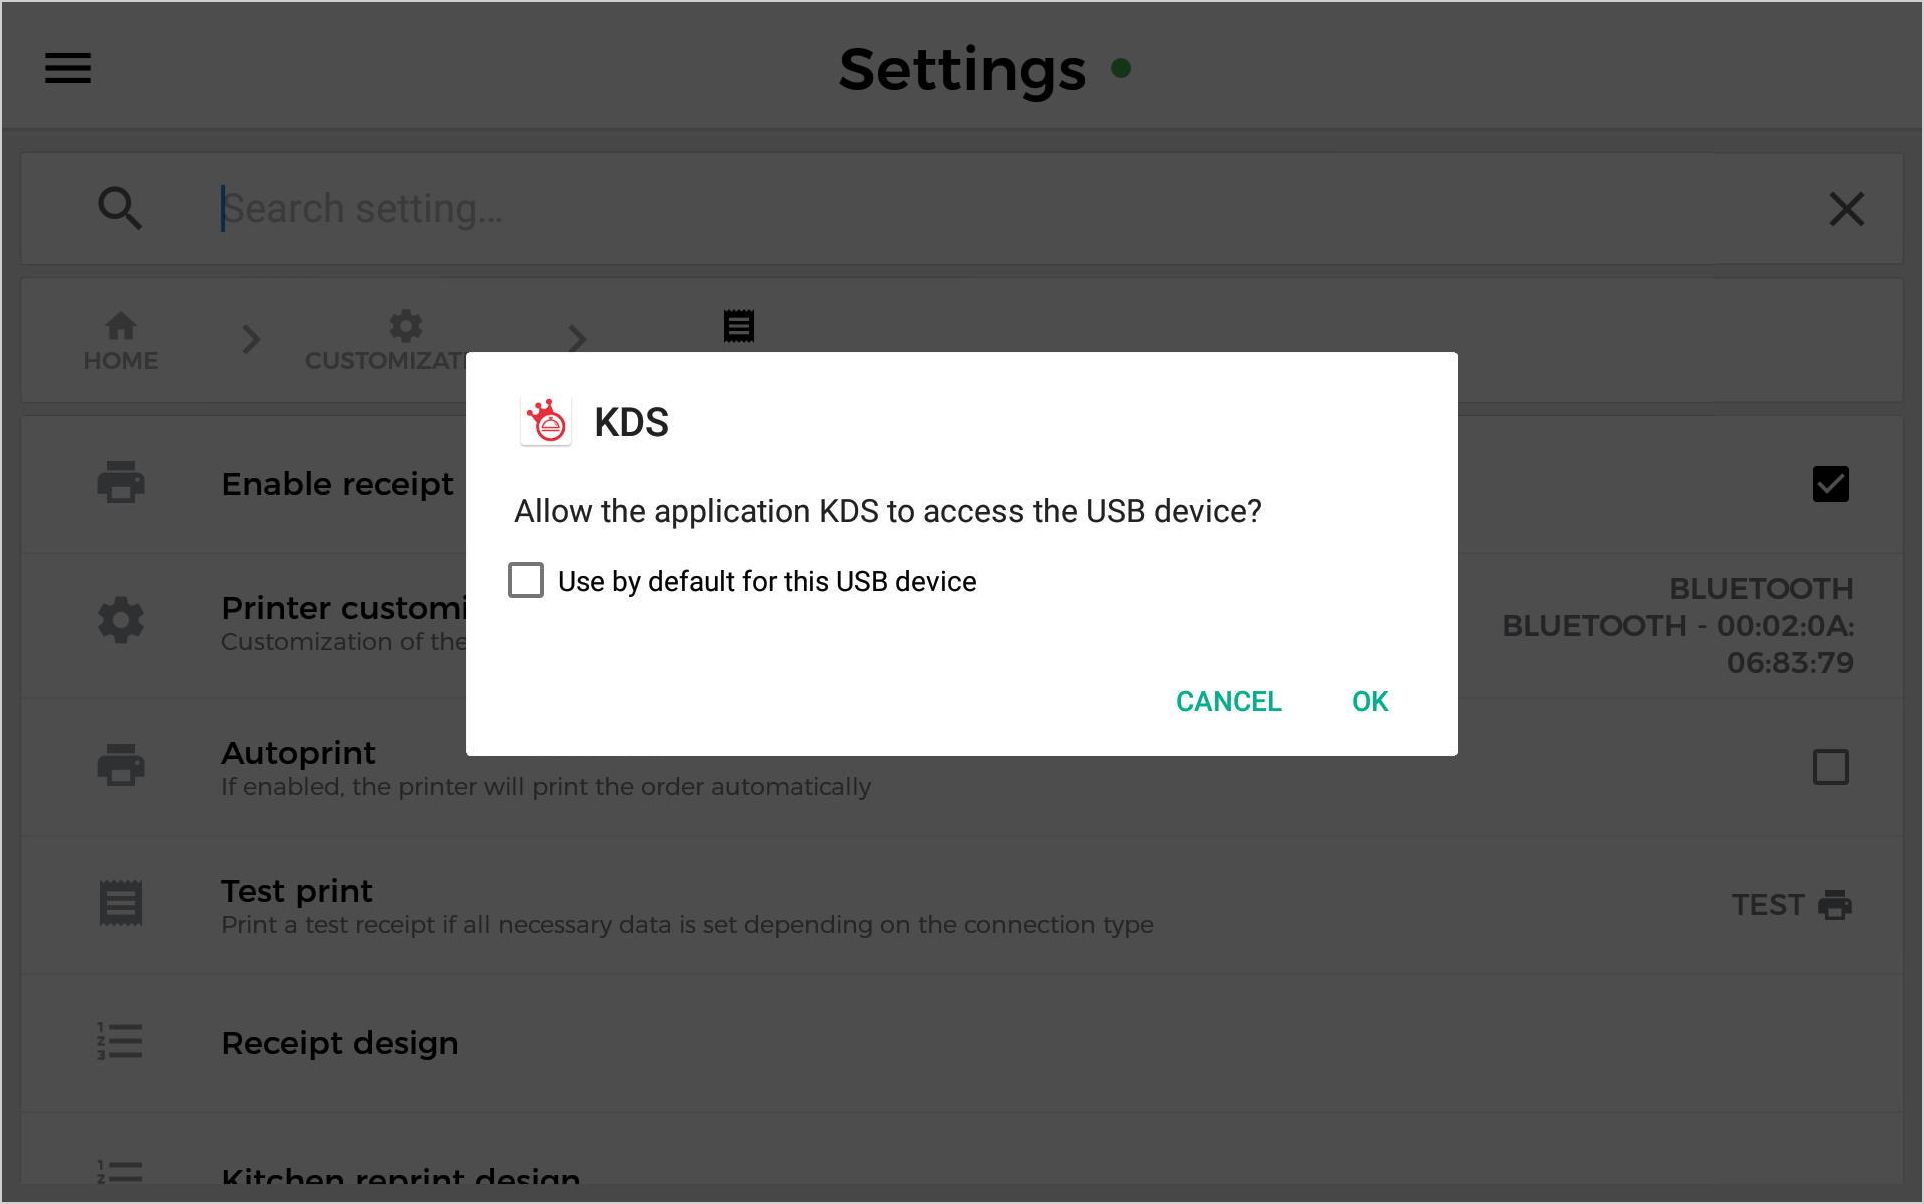 Settings
Search setting...
HOME
CUSTOMIZATI
KDS
Allow the application KDS to access the USB device?
Use by default for this USB device
CANCEL
OK
Enable receipt
Printer customi
Customization of the
BLUETOOTH
BLUETOOTH - 00:02:0A:
06:83:79
Autoprint
If enabled, the printer will print the order automatically
Test print
Print a test receipt if all necessary data is set depending on the connection type
TEST
Receipt design
Kitchen reprint design